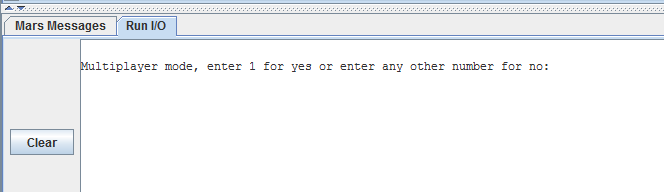 Mars Messages Run I/O
Multiplayer mode, enter 1 for yes or enter any other number for no:
Clear